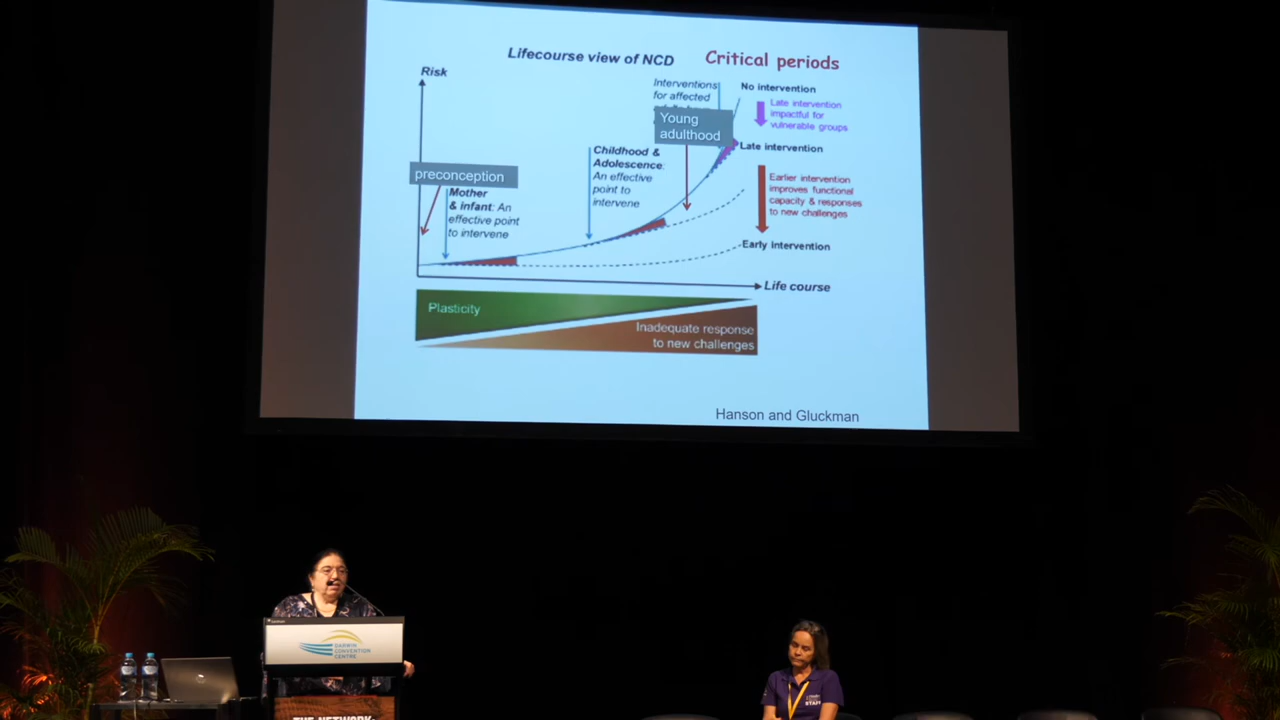 Lifecourse view of NCD
Critical periods
Risk
Interventions
for affected
Young
adulthood
No intervention
Late intervention
impactful for
vulnerable groups
Late intervention
Childhood &
Adolescence:
An effective
point to
intervene
preconception
Mother
& infant: An
effective point
to intervene
Earlier intervention
improves functional
capacity & responses
to new challenges
Early intervention
Life course
Plasticity
Inadequate response
to new challenges
Hanson and Gluckman
DARWIN
CONVENTION
CENTRE
THE NETWORK:
STAFF